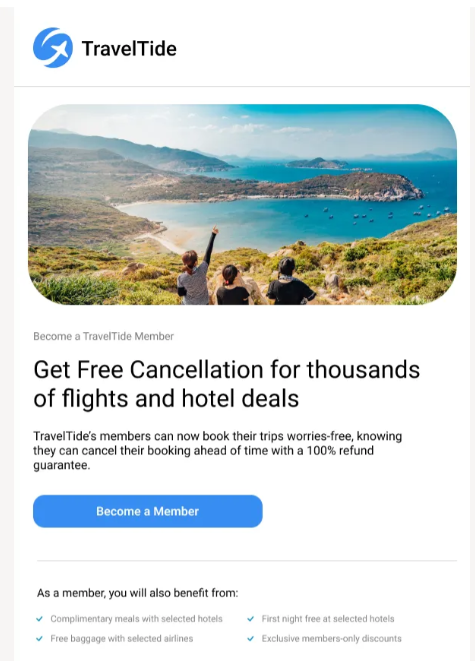 TravelTide
Become a TravelTide Member
Get Free Cancellation for thousands
of flights and hotel deals
TravelTide's members can now book their trips worries-free, knowing
they can cancel their booking ahead of time with a 100% refund
guarantee.
Become a Member
As a member, you will also benefit from:
Complimentary meals with selected hotels
First night free at selected hotels
Free baggage with selected airlines
Exclusive members-only discounts